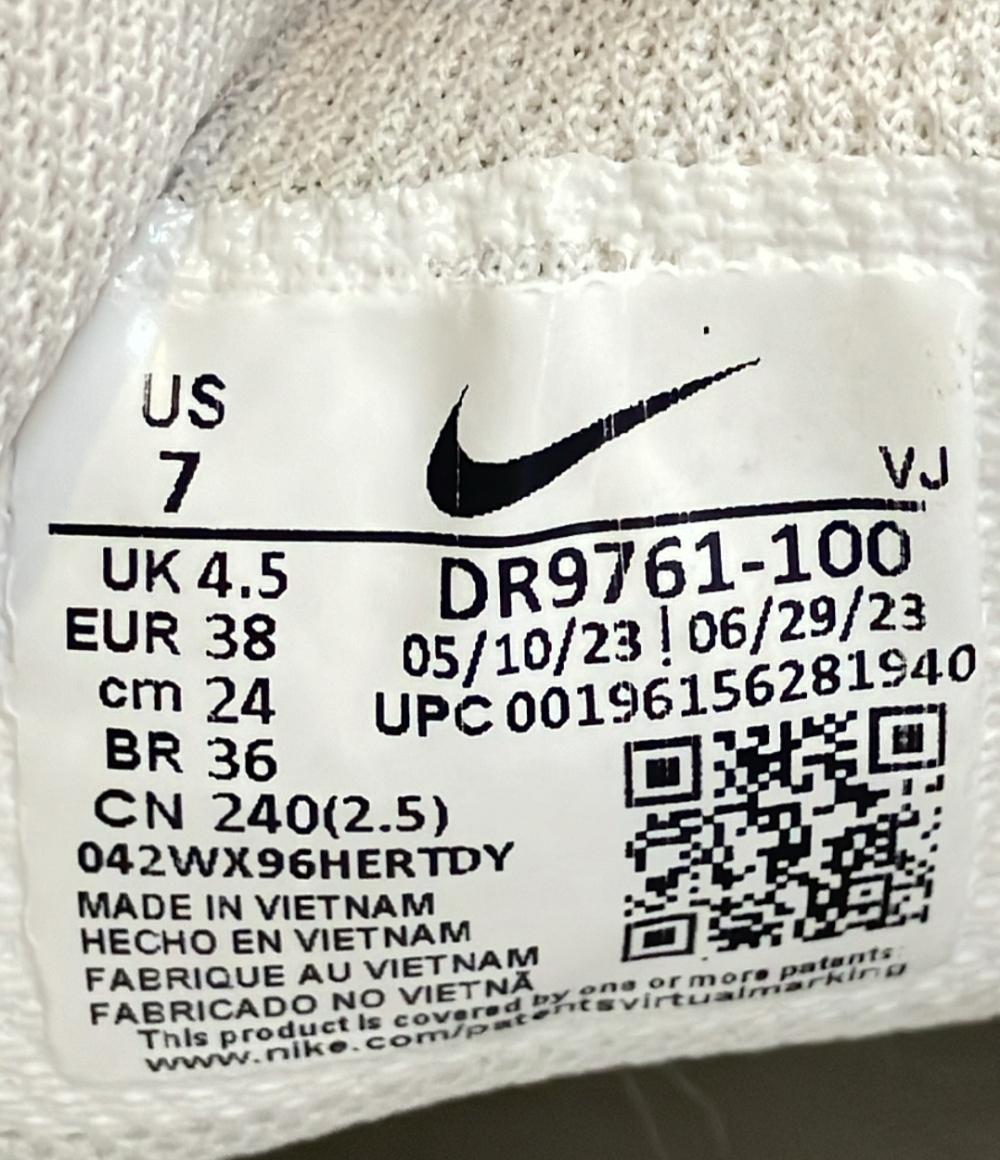 US
7
VJ
UK 4.5
EUR 38
cm 24
BR 36
CN 240(2.5)
DR9761-100
05/10/23 | 06/29/23
UPC 00196156281940
042WX96HERTDY
MADE IN VIETNAM
HECHO EN VIETNAM
FABRIQUE AU VIETNAM
FABRICADO NO VIETNÃ
This product is covered by one or more patents:
www.nike.com/patentsvirtualmarking